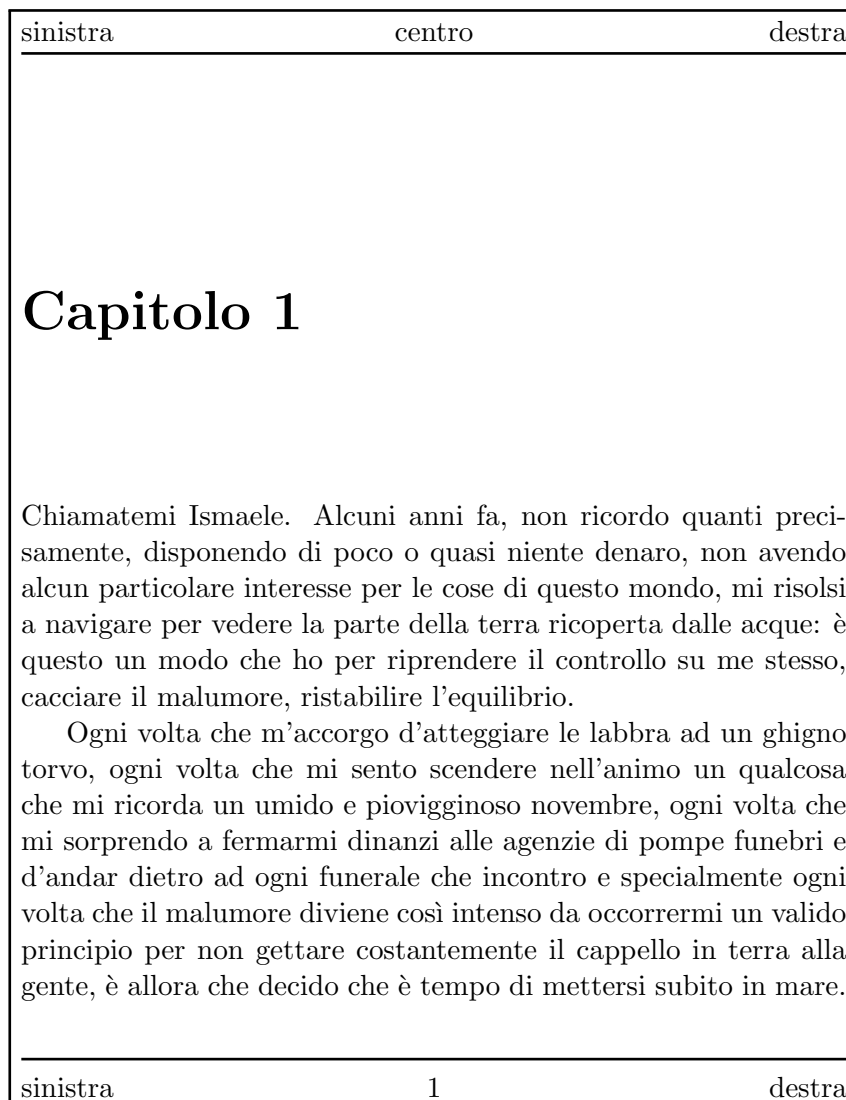 sinistra centro destra
Capitolo 1
Chiamatemi Ismaele. Alcuni anni fa, non ricordo quanti preci-
samente, disponendo di poco o quasi niente denaro, non avendo
alcun particolare interesse per le cose di questo mondo, mi risolsi
a navigare per vedere la parte della terra ricoperta dalle acque: è
questo un modo che ho per riprendere il controllo su me stesso,
cacciare il malumore, ristabilire l'equilibrio.
Ogni volta che m'accorgo d'atteggiare le labbra ad un ghigno
torvo, ogni volta che mi sento scendere nell'animo un qualcosa
che mi ricorda un umido e piovigginoso novembre, ogni volta che
mi sorprendo a fermarmi dinanzi alle agenzie di pompe funebri e
d'andar dietro ad ogni funerale che incontro e specialmente ogni
volta che il malumore diviene così intenso da occorrermi un valido
principio per non gettare costantemente il cappello in terra alla
gente, è allora che decido che è tempo di mettersi subito in mare.
sinistra 1 destra